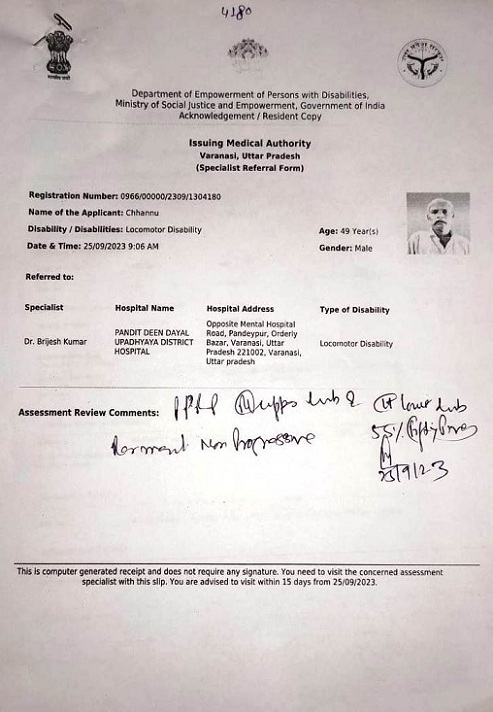 4180
Department of Empowerment of Persons with Disabilities,
Ministry of Social Justice and Empowerment, Government of India
Acknowledgement / Resident Copy
Issuing Medical Authority
Varanasi, Uttar Pradesh
(Specialist Referral Form)
Registration Number: 0966/00000/2309/1304180
Name of the Applicant: Chhannu
Disability / Disabilities: Locomotor Disability Age: 49 Year(s)
Date & Time: 25/09/2023 9:06 AM Gender: Male
Referred to:
Specialist Hospital Name Hospital Address Type of Disability
Dr. Brijesh Kumar
PANDIT DEEN DAYAL
UPADHYAYA DISTRICT
HOSPITAL
Opposite Mental Hospital
Road, Pandeypur, Orderly
Bazar, Varanasi, Uttar
Pradesh 221002, Varanasi,
Uttar pradesh
Locomotor Disability
Assessment Review Comments: PPRP upper limb & lower limb
55% (Fifty five)
Permanent Non Progressive
25/9/23
This is computer generated receipt and does not require any signature. You need to visit the concerned assessment
specialist with this slip. You are advised to visit within 15 days from 25/09/2023.